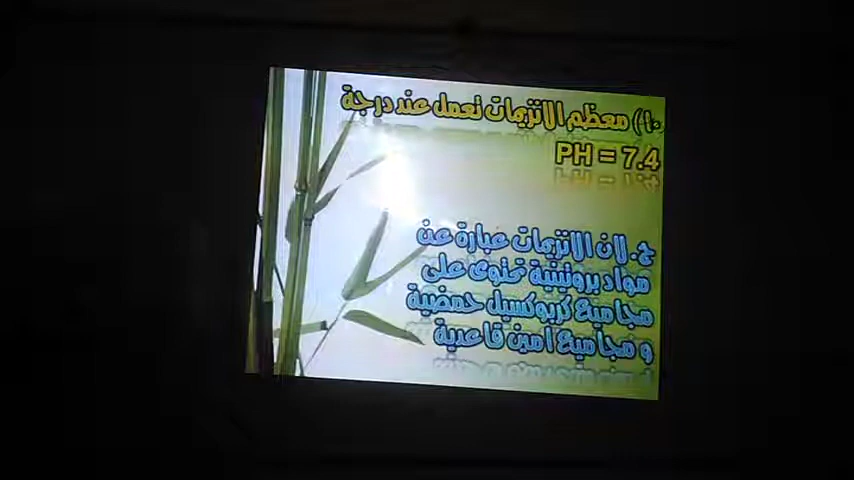 ١٠) معظم الانزيمات تعمل عند درجة
PH = 7.4
ج. لان الانزيمات عبارة عن
مواد بروتينية تحتوى على
مجاميع كربوكسيل حمضية
و مجاميع امين قاعدية